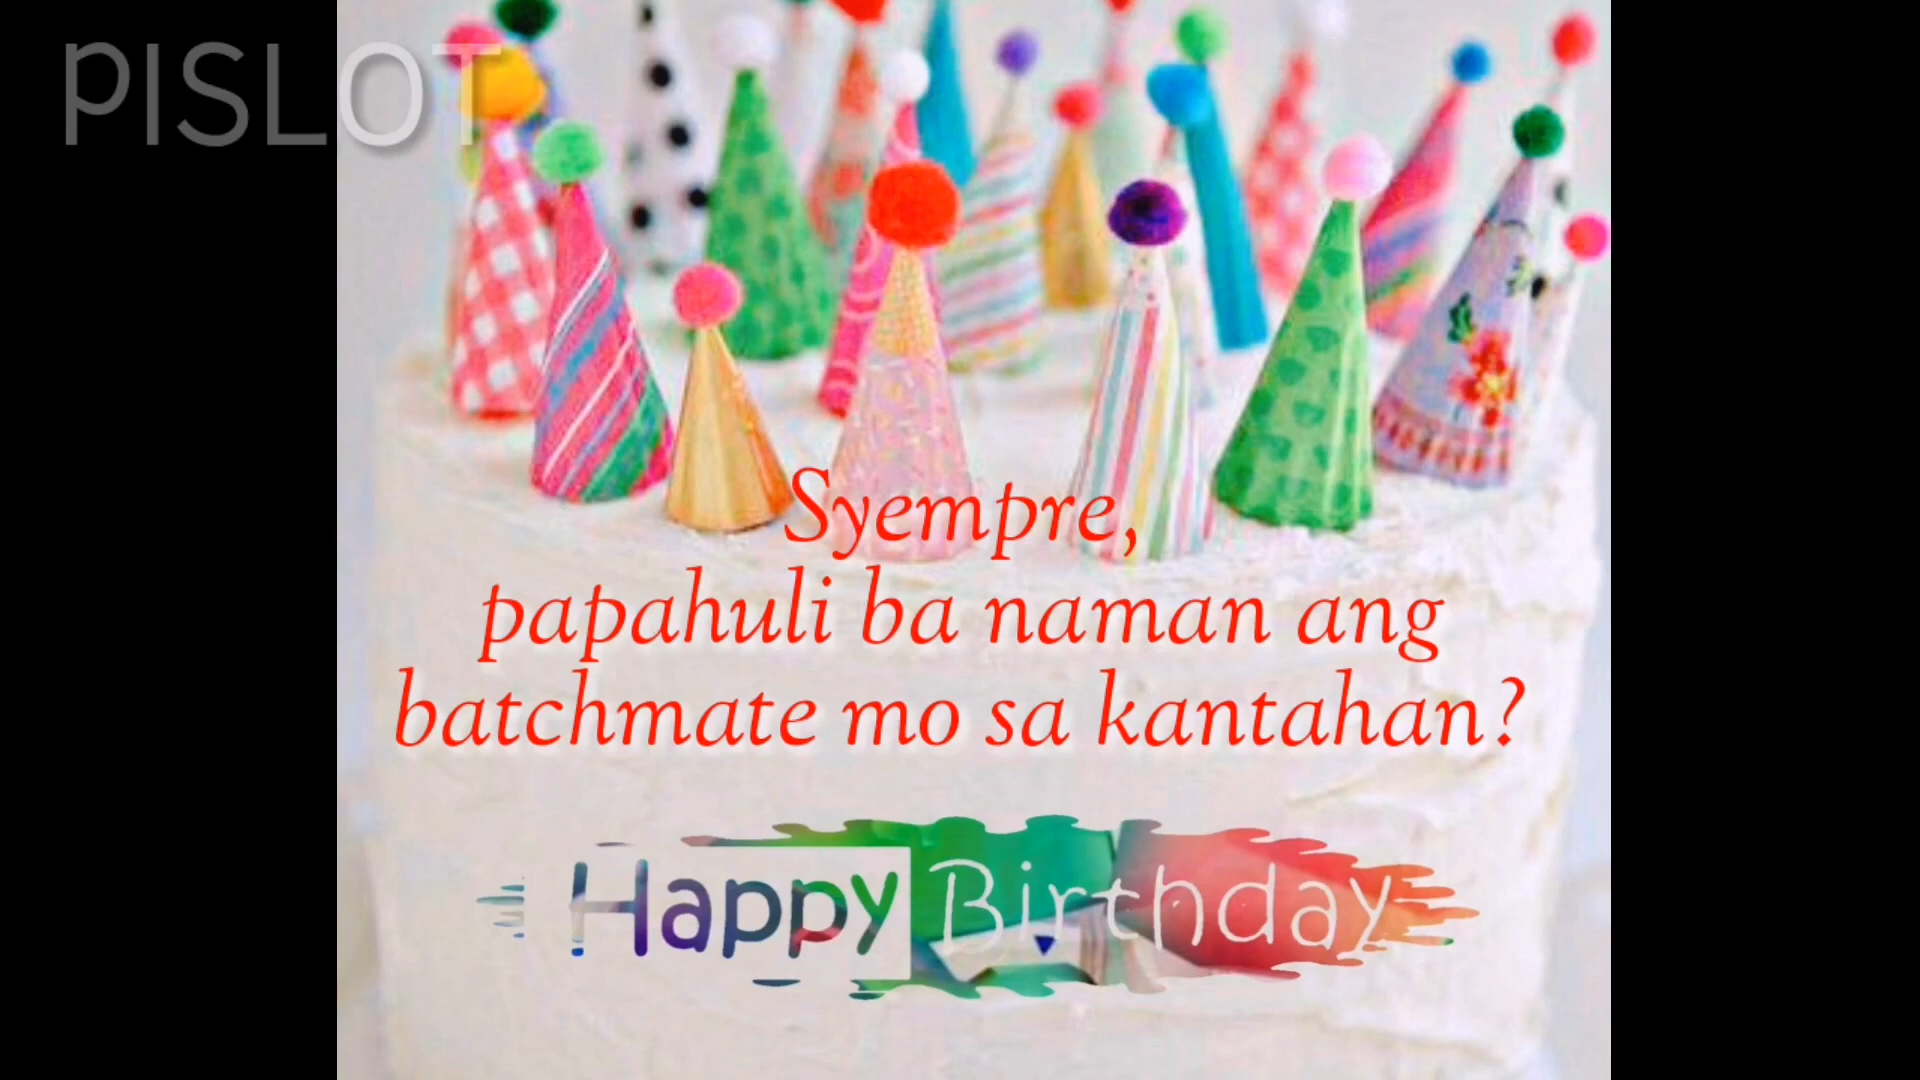 PISLOT
Syempre,
papahuli ba naman ang
batchmate mo sa kantahan?
Happy Birthday